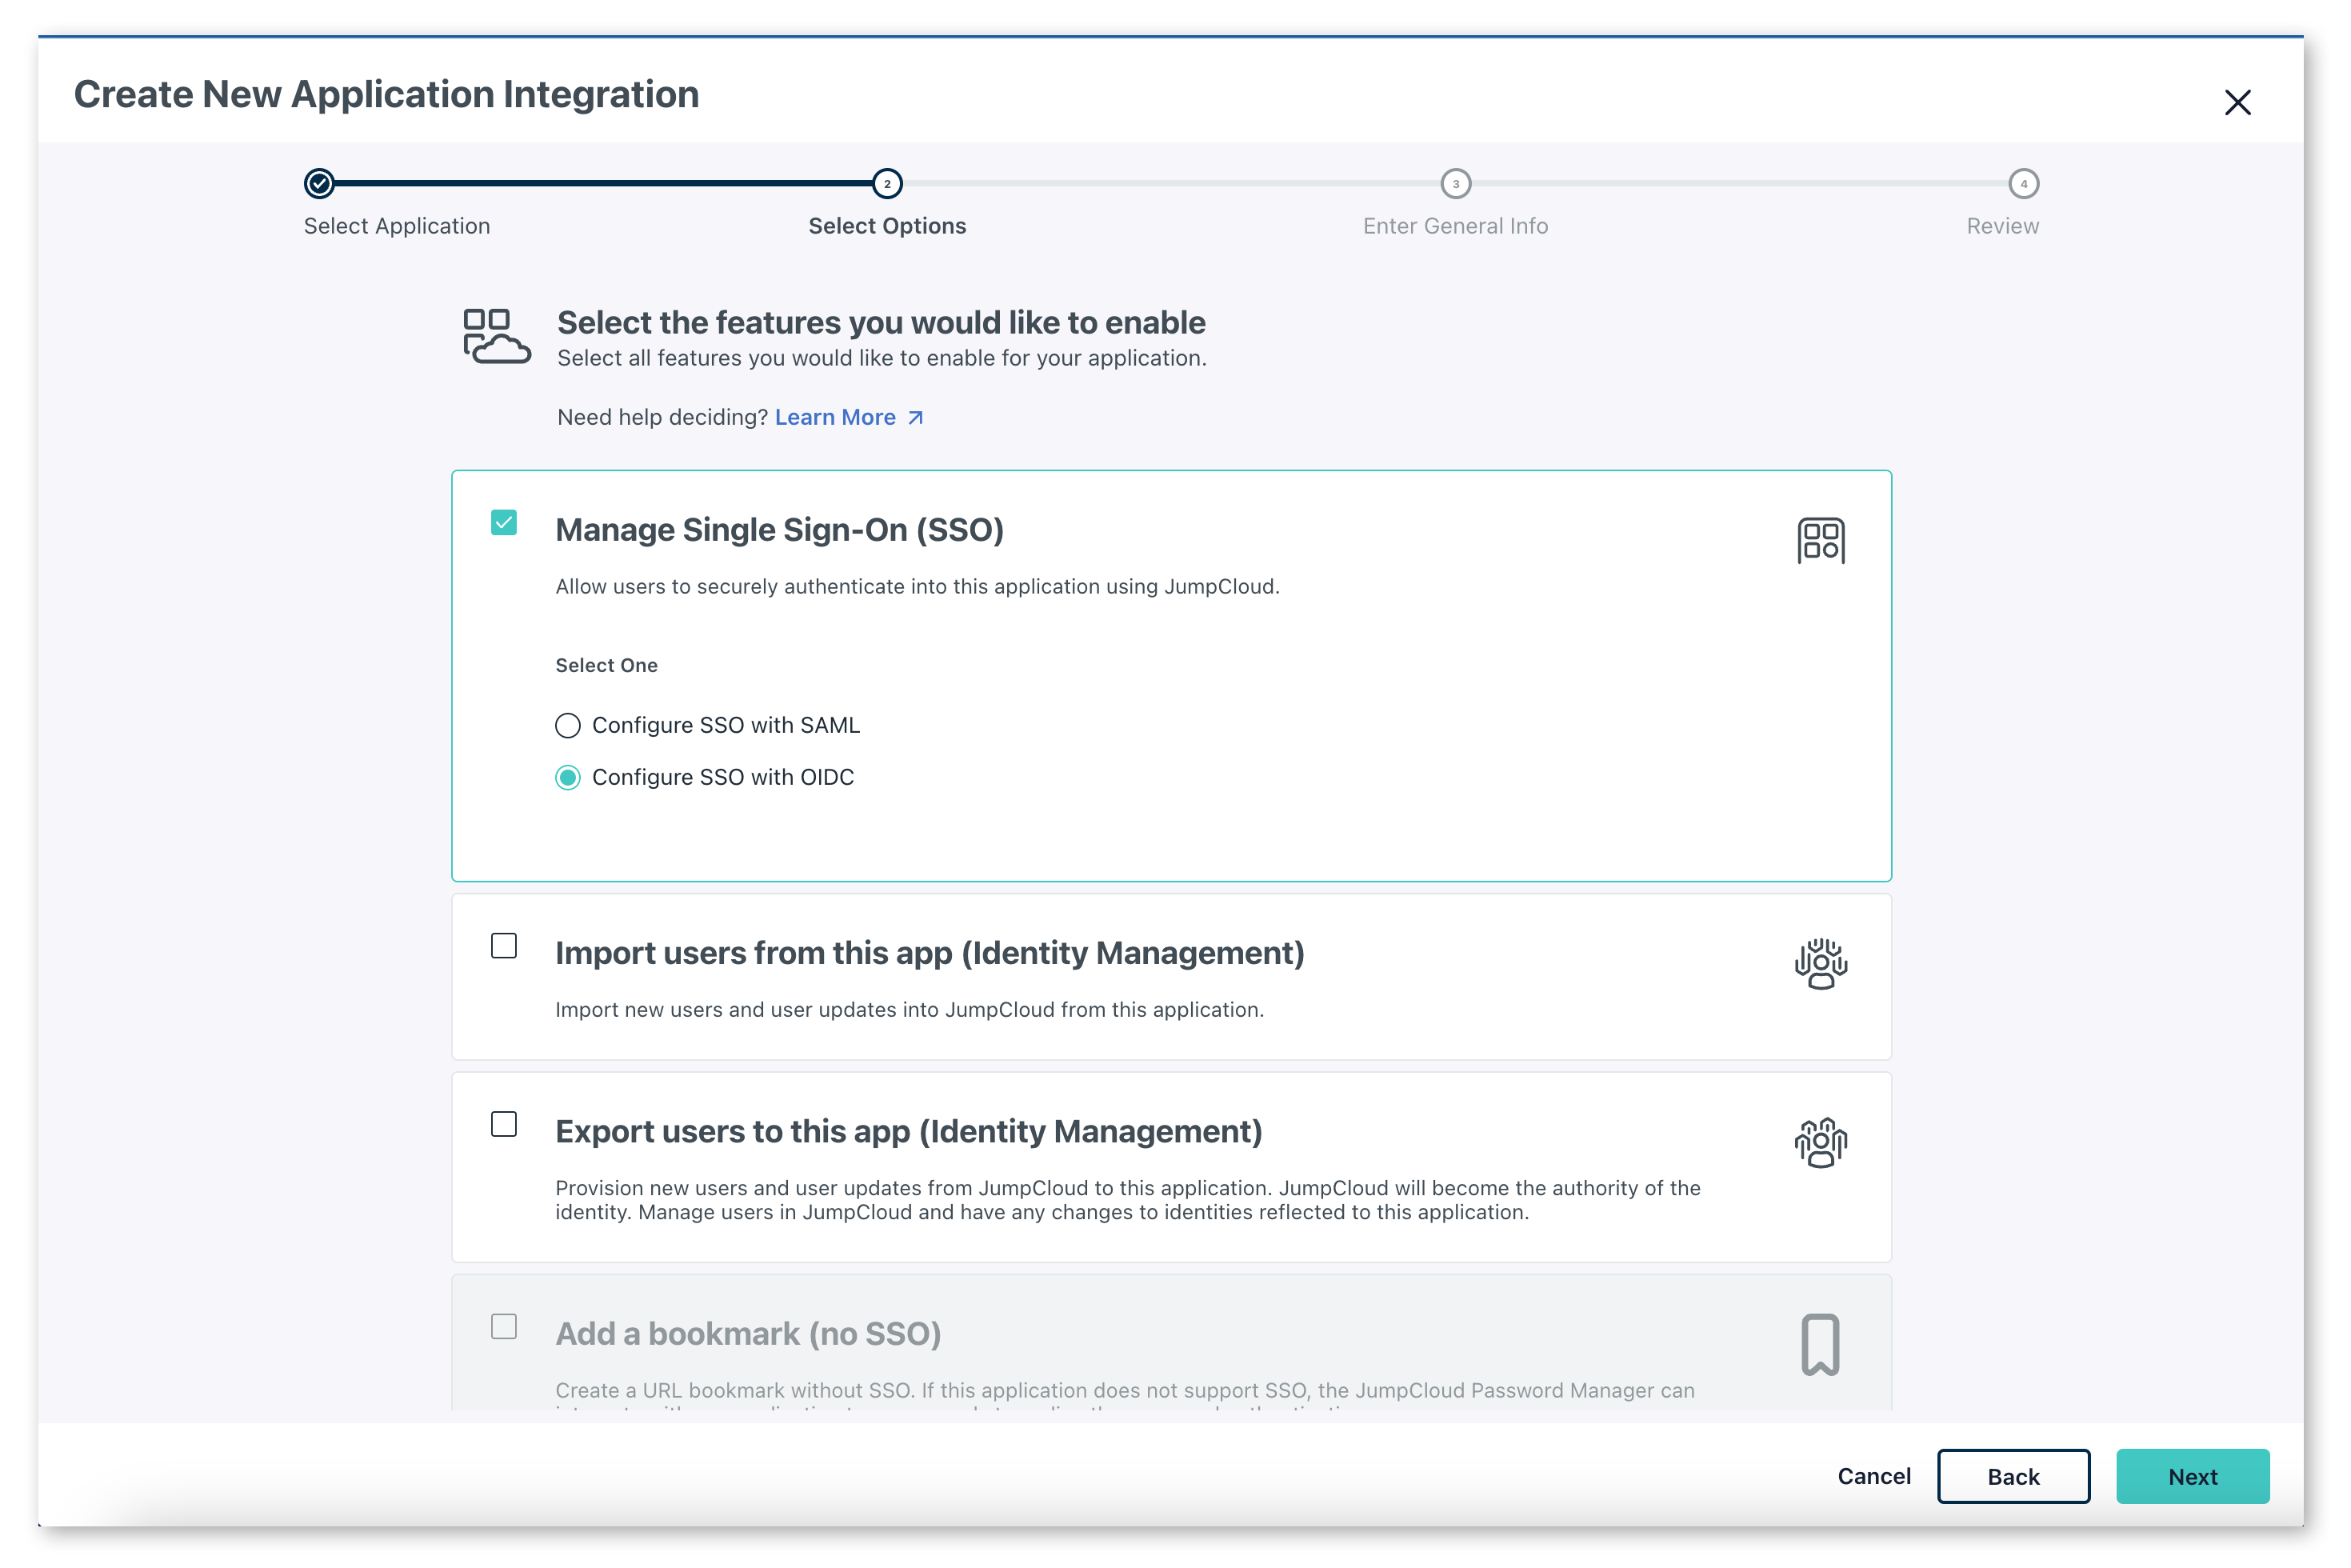 Create New Application Integration
2
3
4
Select Application
Select Options
Enter General Info
Review
Select the features you would like to enable
Select all features you would like to enable for your application.
Need help deciding? Learn More
Manage Single Sign-On (SSO)
Allow users to securely authenticate into this application using JumpCloud.
Select One
Configure SSO with SAML
Configure SSO with OIDC
Import users from this app (Identity Management)
Import new users and user updates into JumpCloud from this application.
Export users to this app (Identity Management)
Provision new users and user updates from JumpCloud to this application. JumpCloud will become the authority of the
identity. Manage users in JumpCloud and have any changes to identities reflected to this application.
Add a bookmark (no SSO)
Create a URL bookmark without SSO. If this application does not support SSO, the JumpCloud Password Manager can
Cancel
Back
Next